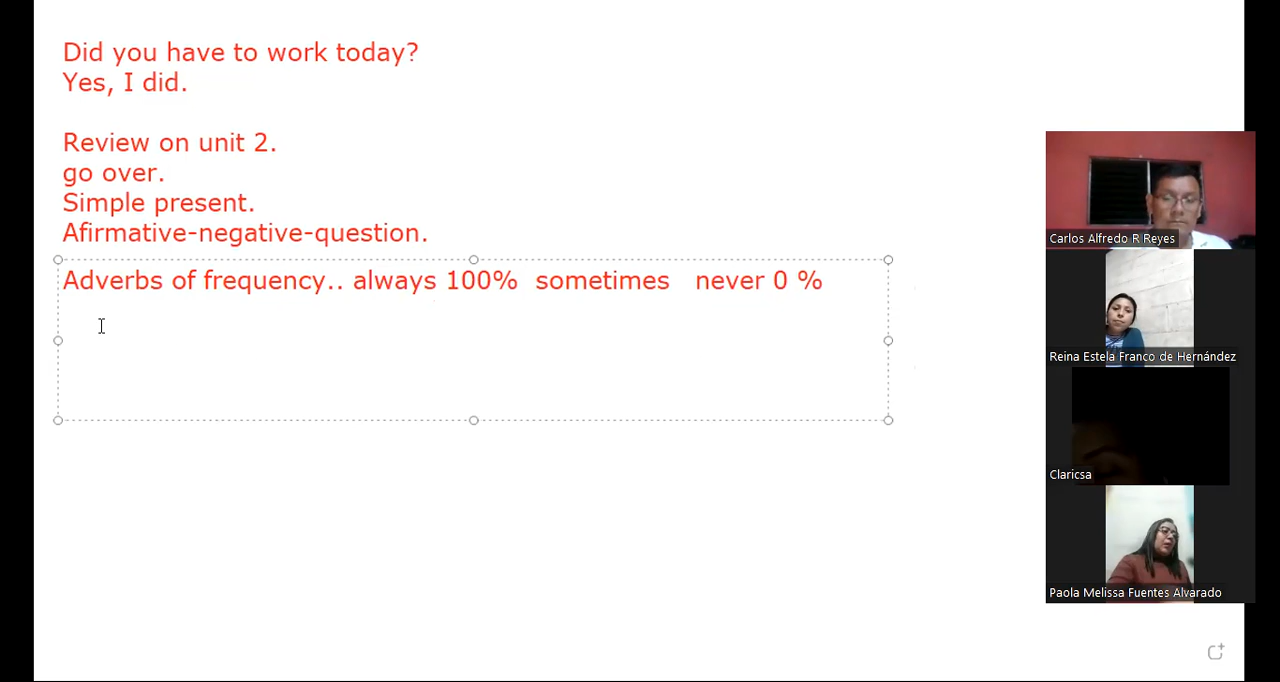 Did you have to work today?
Yes, I did.
Review on unit 2.
go over.
Simple present.
Afirmative-negative-question.
Adverbs of frequency.. always 100% sometimes never 0 %
Carlos Alfredo R Reyes
Reina Estela Franco de Hernández
Claricsa
Paola Melissa Fuentes Alvarado